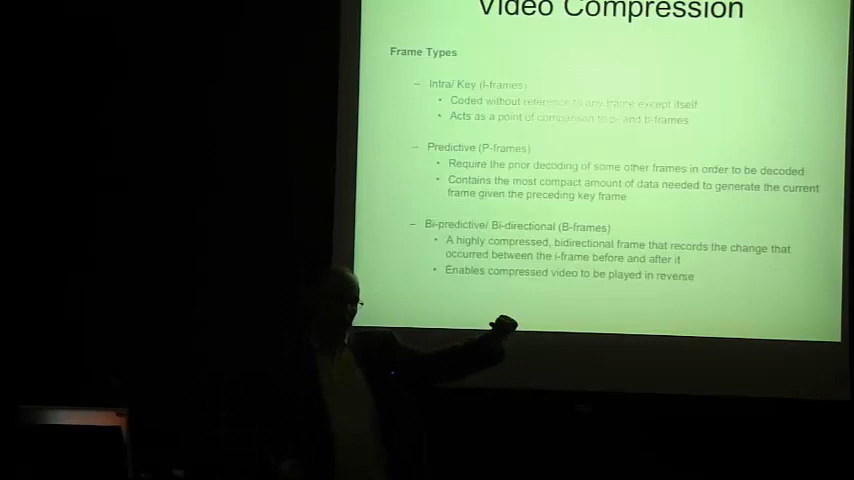 Video Compression
Frame Types
– Intra/ Key (I-frames)
• Coded without reference to any frame except itself
• Acts as a point of comparison to p- and b-frames
– Predictive (P-frames)
• Require the prior decoding of some other frames in order to be decoded
• Contains the most compact amount of data needed to generate the current
frame given the preceding key frame
– Bi-predictive/ Bi-directional (B-frames)
• A highly compressed, bidirectional frame that records the change that
occurred between the i-frame before and after it
• Enables compressed video to be played in reverse